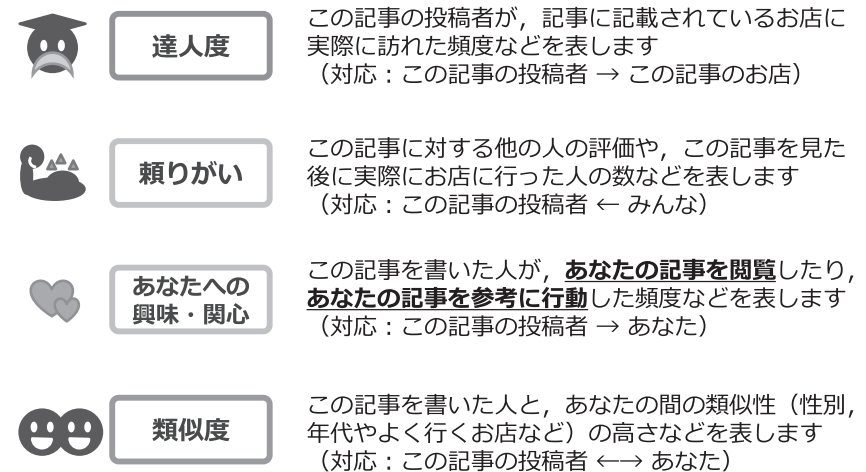 達人度
この記事の投稿者が，記事に記載されているお店に
実際に訪れた頻度などを表します
（対応：この記事の投稿者 → この記事のお店）
頼りがい
この記事に対する他の人の評価や，この記事を見た
後に実際にお店に行った人の数などを表します
（対応：この記事の投稿者 ← みんな）
あなたへの
興味・関心
この記事を書いた人が，あなたの記事を閲覧したり，
あなたの記事を参考に行動した頻度などを表します
（対応：この記事の投稿者 → あなた）
類似度
この記事を書いた人と，あなたの間の類似性（性別，
年代やよく行くお店など）の高さなどを表します
（対応：この記事の投稿者 ←→ あなた）